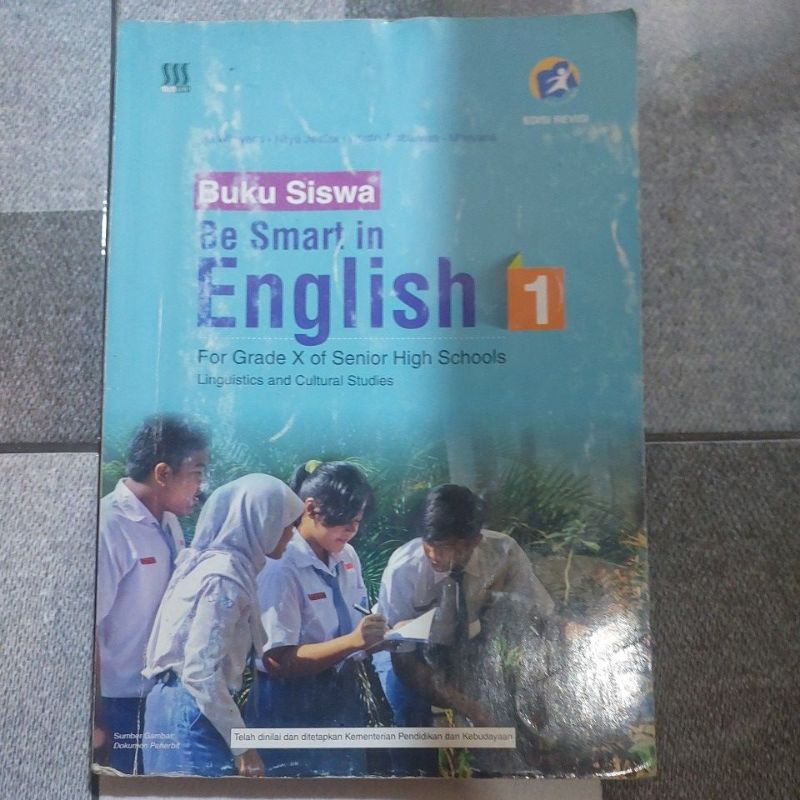 SSS
EDISI REVISI
Buku Siswa
Be Smart in
English 1
For Grade X of Senior High Schools
Linguistics and Cultural Studies
Sumber Gambar:
Dokumen Penerbit
Telah dinilai dan ditetapkan Kementerian Pendidikan dan Kebudayaan